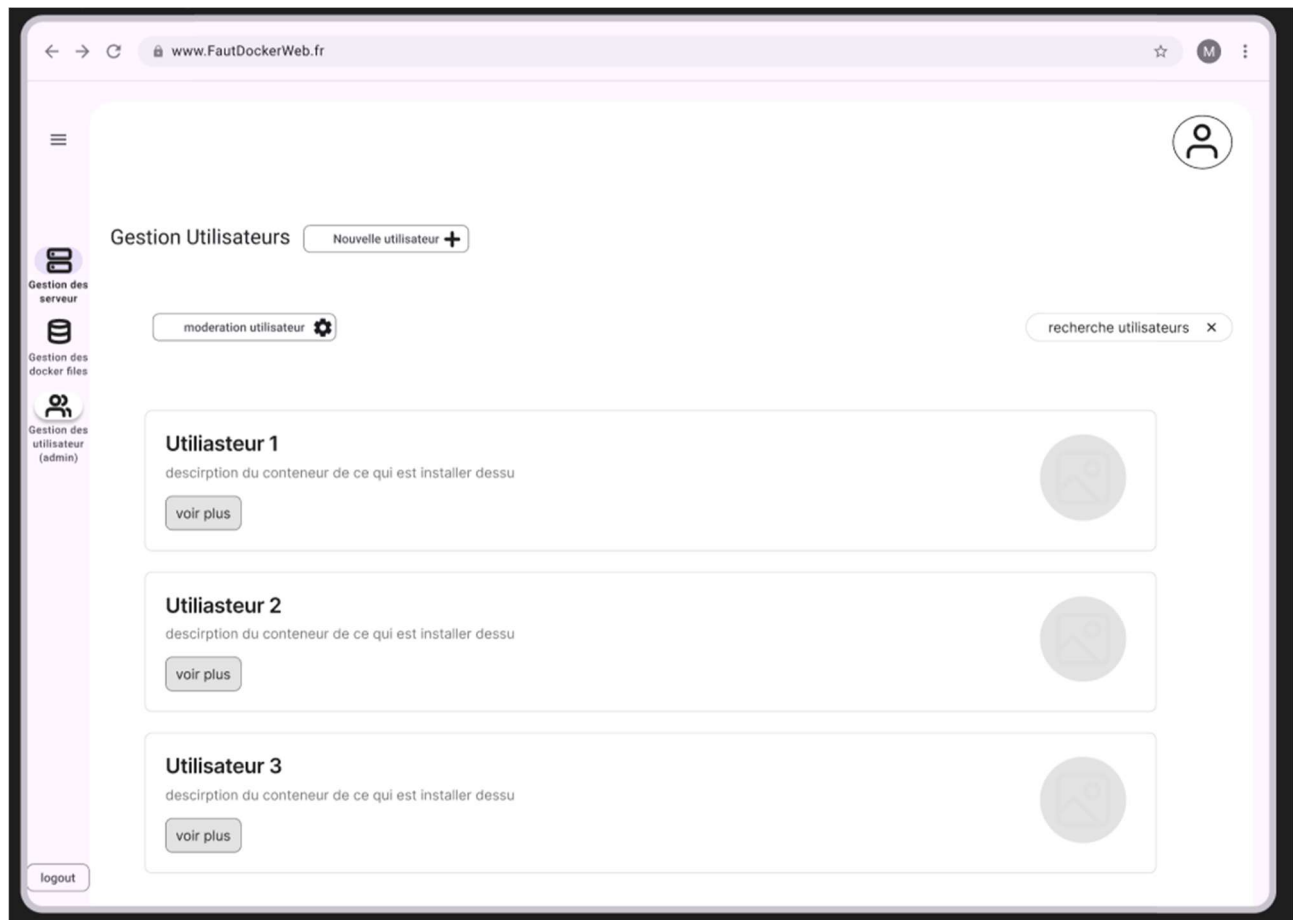 www.FautDockerWeb.fr
M
Gestion Utilisateurs
Nouvelle utilisateur
Gestion des
serveur
moderation utilisateur
recherche utilisateurs
Gestion des
docker files
Gestion des
utilisateur
(admin)
Utiliasteur 1
descirption du conteneur de ce qui est installer dessu
voir plus
Utiliasteur 2
descirption du conteneur de ce qui est installer dessu
voir plus
Utilisateur 3
descirption du conteneur de ce qui est installer dessu
voir plus
logout